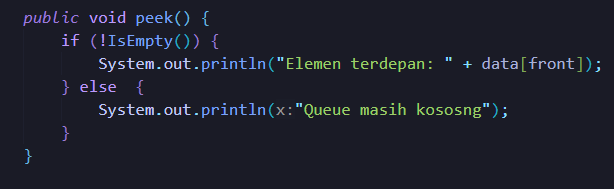 public void peek() {
if (!IsEmpty()) {
System.out.println("Elemen terdepan: " + data[front]);
} else  {
System.out.println(x:"Queue masih kososng");
}
}